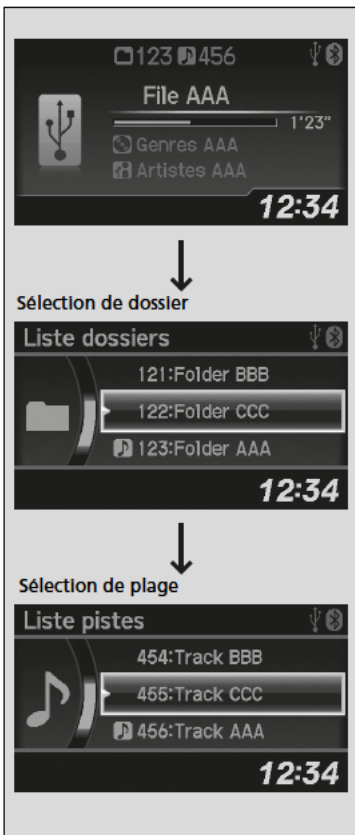 123 456
File AAA
1'23"
Genres AAA
Artistes AAA
12:34
Sélection de dossier
Liste dossiers
121:Folder BBB
122:Folder CCC
123:Folder AAA
12:34
Sélection de plage
Liste pistes
454:Track BBB
455:Track CCC
456:Track AAA
12:34